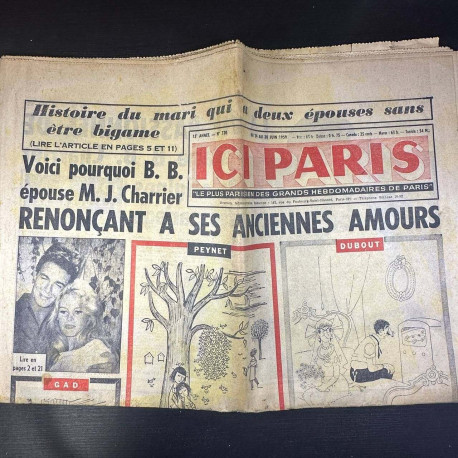 Histoire du mari qui a deux épouses sans
être bigame
(LIRE L'ARTICLE EN PAGES 5 ET 11)
JUIN 1959
Voici pourquoi B. B.
épouse M. J. Charrier
ICI PARIS
"LE PLUS PARISIEN DES GRANDS HEBDOMADAIRES DE PARIS"
RENONÇANT A SES ANCIENNES AMOURS
PEYNET
DUBOUT
Lire en
pages 2 et 21
GAD